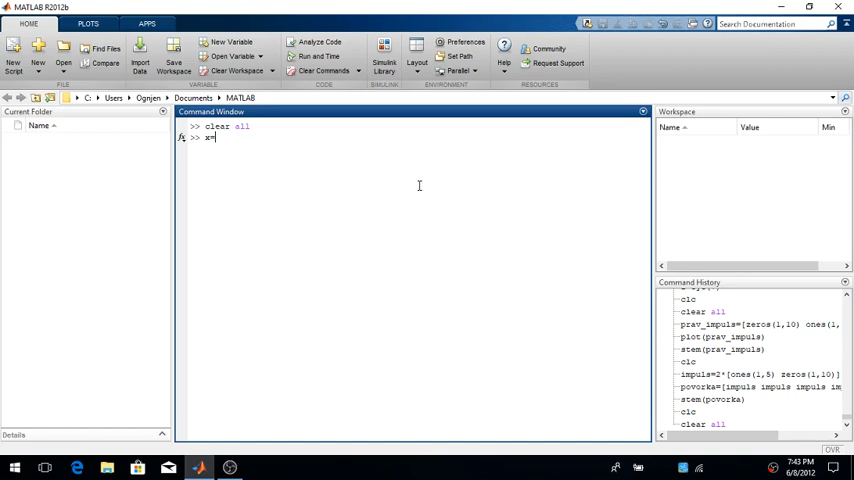 MATLAB R2012b
HOME PLOTS APPS
Search Documentation
New Script
New
Open
Find Files
Compare
Import Data
Save Workspace
New Variable
Open Variable
Clear Workspace
Analyze Code
Run and Time
Clear Commands
Simulink Library
Layout
Preferences
Set Path
Parallel
Help
Community
Request Support
FILE VARIABLE CODE SIMULINK ENVIRONMENT RESOURCES
C: Users Ognjen Documents MATLAB
Current Folder
Name
Details
Command Window
>> clear all
fx >> x=
Workspace
Name Value Min
Command History
clc
clear all
prav_impuls=[zeros(1,10) ones(1,
plot(prav_impuls)
stem(prav_impuls)
clc
impuls=2*[ones(1,5) zeros(1,10)]
povorka=[impuls impuls impuls im
stem(povorka)
clc
clear all
OVR
7:43 PM
6/8/2012